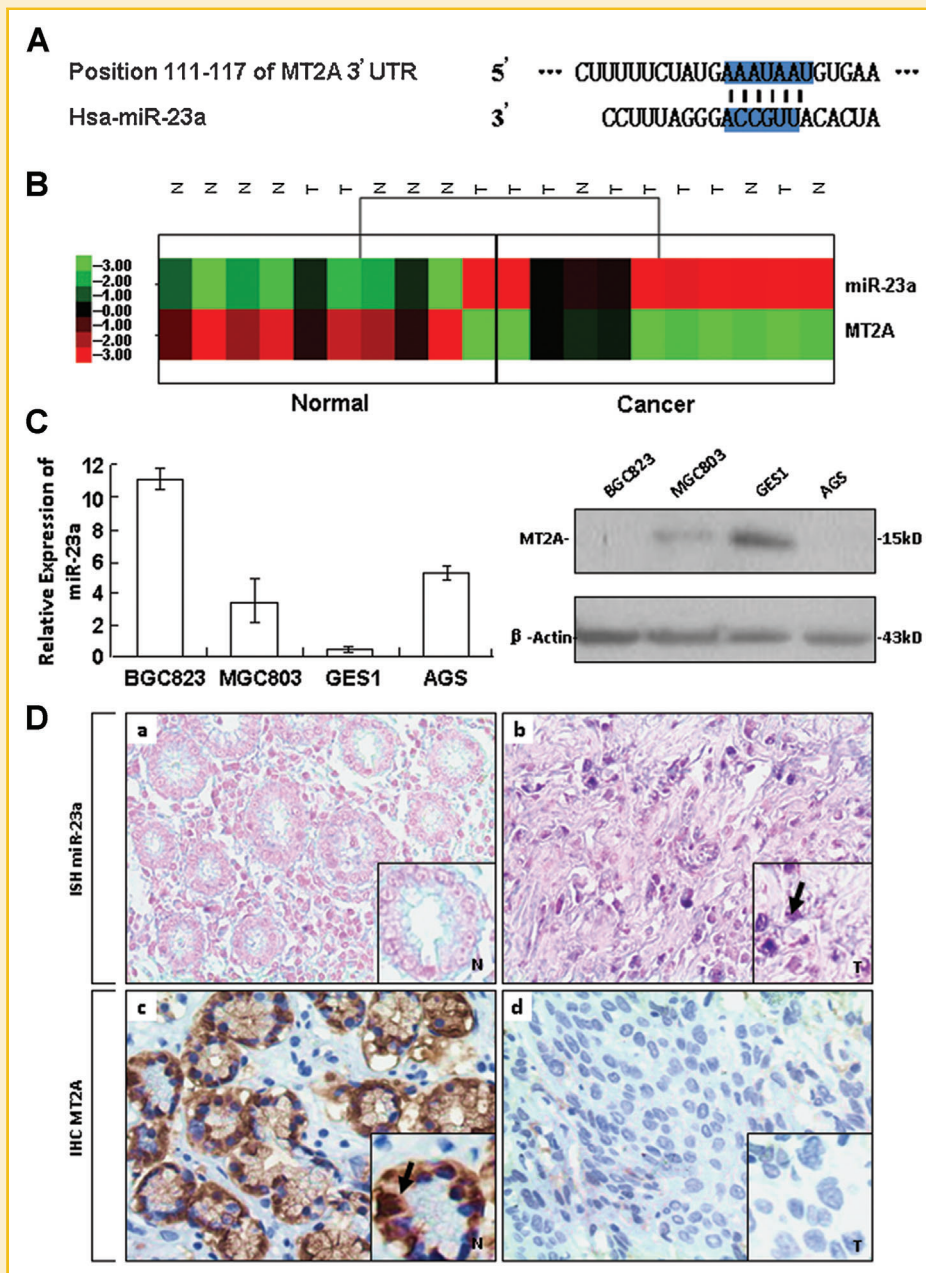 A
Position 111-117 of MT2A 3' UTR 5' ··· CUUUUUCUAUGAAAUAAUGUGAA ···
Hsa-miR-23a 3' CCUUUAGGGACCGUUACACUA
B
N N N N T T N N N T T T N T T T T N T N
–3.00
–2.00
–1.00
–0.00
–1.00
–2.00
–3.00
miR-23a
MT2A
Normal Cancer
C
Relative Expression of
miR-23a
12
10
8
6
4
2
0
BGC823 MGC803 GES1 AGS
BGC823 MGC803 GES1 AGS
MT2A- -15kD
β-Actin- -43kD
D
ISH miR-23a
a
N
b
T
IHC MT2A
c
N
d
T